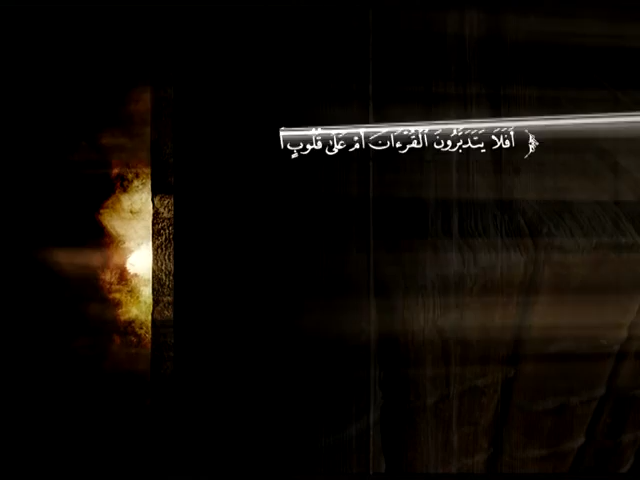 ﴿ أَفَلَا يَتَدَبَّرُونَ ٱلْقُرْءَانَ أَمْ عَلَىٰ قُلُوبٍ أ